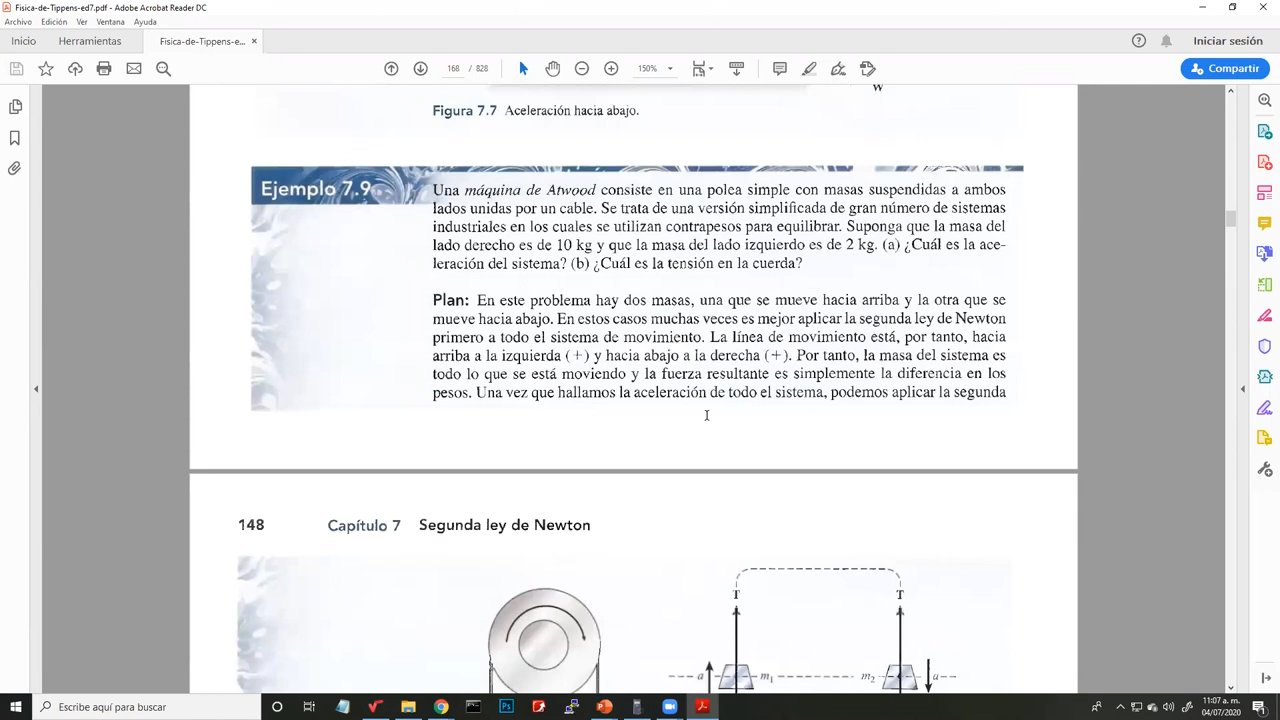 Fisica-de-Tippens-ed7.pdf - Adobe Acrobat Reader DC
Archivo Edición Ver Ventana Ayuda
Inicio Herramientas Fisica-de-Tippens-e... × Iniciar sesión
168 / 828 150% Compartir
W
Figura 7.7 Aceleración hacia abajo.
Ejemplo 7.9
Una máquina de Atwood consiste en una polea simple con masas suspendidas a ambos
lados unidas por un cable. Se trata de una versión simplificada de gran número de sistemas
industriales en los cuales se utilizan contrapesos para equilibrar. Suponga que la masa del
lado derecho es de 10 kg y que la masa del lado izquierdo es de 2 kg. (a) ¿Cuál es la ace-
leración del sistema? (b) ¿Cuál es la tensión en la cuerda?
Plan: En este problema hay dos masas, una que se mueve hacia arriba y la otra que se
mueve hacia abajo. En estos casos muchas veces es mejor aplicar la segunda ley de Newton
primero a todo el sistema de movimiento. La línea de movimiento está, por tanto, hacia
arriba a la izquierda (+) y hacia abajo a la derecha (+). Por tanto, la masa del sistema es
todo lo que se está moviendo y la fuerza resultante es simplemente la diferencia en los
pesos. Una vez que hallamos la aceleración de todo el sistema, podemos aplicar la segunda
148 Capítulo 7 Segunda ley de Newton
T T
a m1 m2 a
Escribe aquí para buscar
11:07 a. m.
04/07/2020